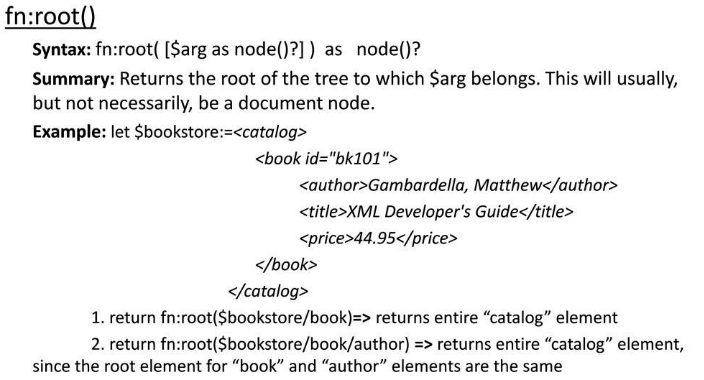 fn:root()
Syntax: fn:root( [$arg as node()?] ) as node()?
Summary: Returns the root of the tree to which $arg belongs. This will usually,
but not necessarily, be a document node.
Example: let $bookstore:=<catalog>
<book id="bk101">
<author>Gambardella, Matthew</author>
<title>XML Developer's Guide</title>
<price>44.95</price>
</book>
</catalog>
1. return fn:root($bookstore/book)=> returns entire “catalog” element
2. return fn:root($bookstore/book/author) => returns entire “catalog” element,
since the root element for “book” and “author” elements are the same